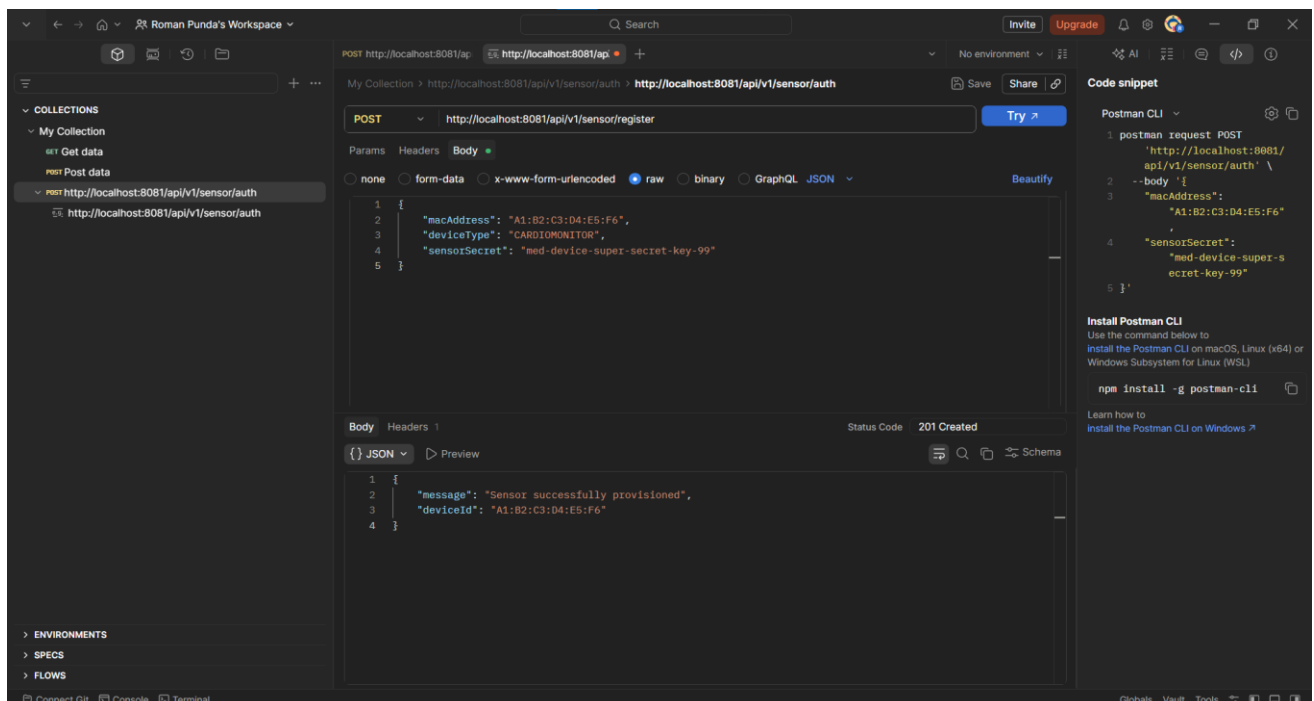 Roman Punda's Workspace
Search
Invite
Upgrade
POST http://localhost:8081/ap
http://localhost:8081/ap
No environment
AI
My Collection > http://localhost:8081/api/v1/sensor/auth > http://localhost:8081/api/v1/sensor/auth
Save
Share
Code snippet
COLLECTIONS
My Collection
GET Get data
POST Post data
POST http://localhost:8081/api/v1/sensor/auth
http://localhost:8081/api/v1/sensor/auth
POST
http://localhost:8081/api/v1/sensor/register
Try
Params Headers Body
none form-data x-www-form-urlencoded raw binary GraphQL JSON
Beautify
1 {
2 "macAddress": "A1:B2:C3:D4:E5:F6",
3 "deviceType": "CARDIOMONITOR",
4 "sensorSecret": "med-device-super-secret-key-99"
5 }
Body Headers 1
Status Code 201 Created
{} JSON
Preview
Schema
1 {
2 "message": "Sensor successfully provisioned",
3 "deviceId": "A1:B2:C3:D4:E5:F6"
4 }
Postman CLI
1 postman request POST
'http://localhost:8081/
api/v1/sensor/auth' \
2 --body '{
3 "macAddress":
"A1:B2:C3:D4:E5:F6"
,
4 "sensorSecret":
"med-device-super-s
ecret-key-99"
5 }'
Install Postman CLI
Use the command below to
install the Postman CLI on macOS, Linux (x64) or
Windows Subsystem for Linux (WSL)
npm install -g postman-cli
Learn how to
install the Postman CLI on Windows
ENVIRONMENTS
SPECS
FLOWS
Connect Git Console Terminal
Globals Vault Tools